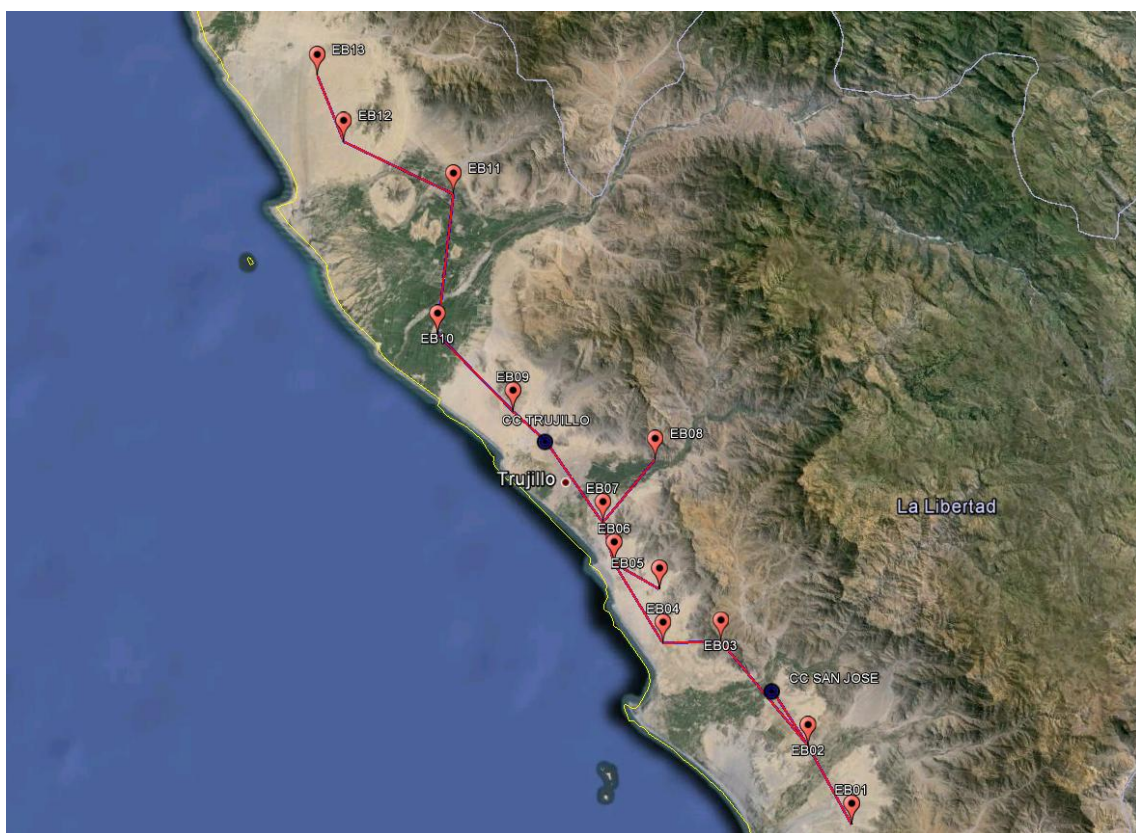 EB13
EB12
EB11
EB10
EB09
CC TRUJILLO
EB08
Trujillo
EB07
La Libertad
EB06
EB05
EB04
EB03
CC SAN JOSE
EB02
EB01